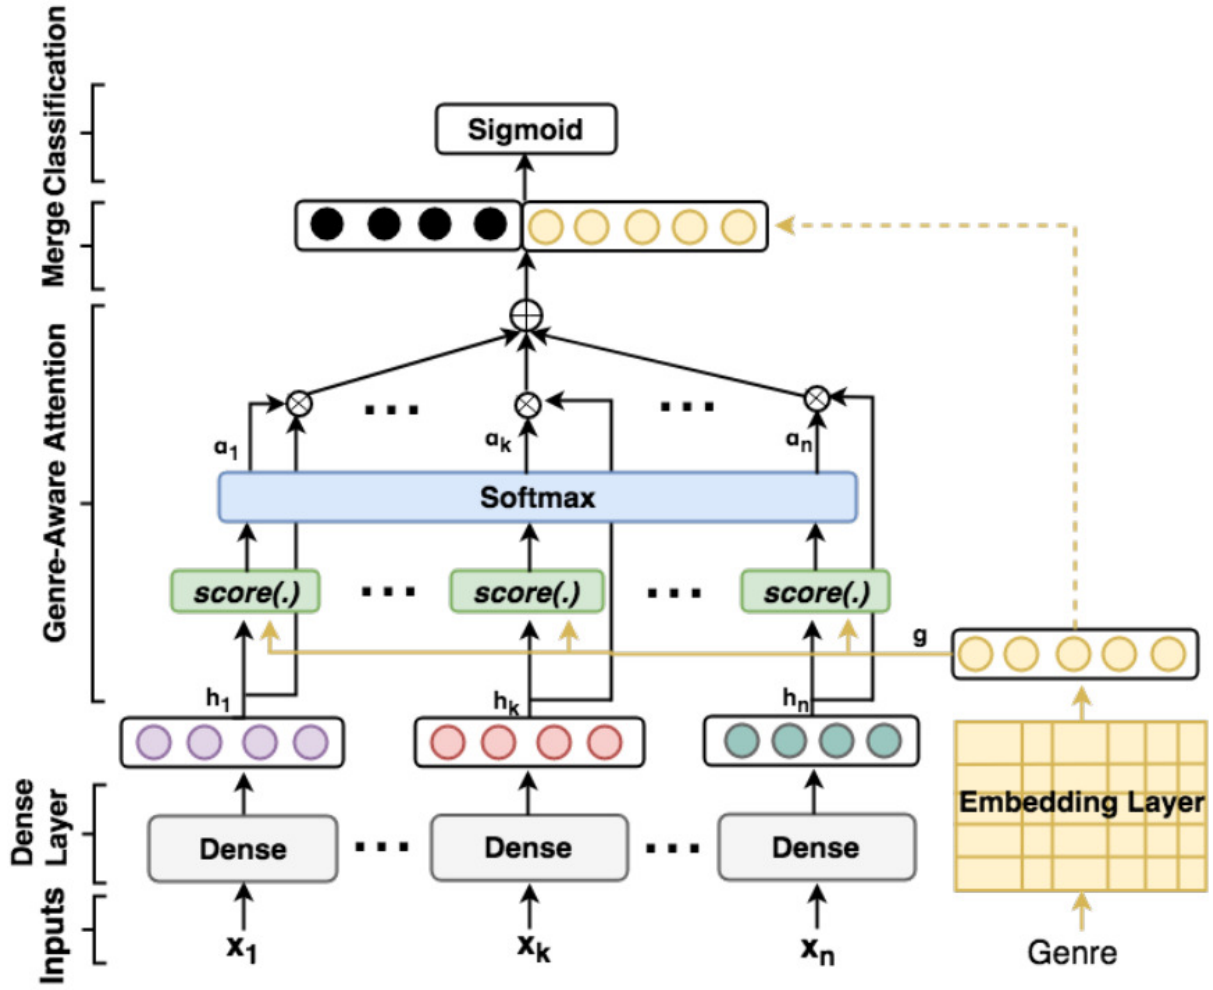 Classification
Sigmoid
Merge
Genre-Aware Attention
α1
αk
αn
Softmax
score(.)
...
score(.)
...
score(.)
g
h1
hk
hn
Dense
Layer
Dense
...
Dense
...
Dense
Embedding Layer
Inputs
x1
xk
xn
Genre